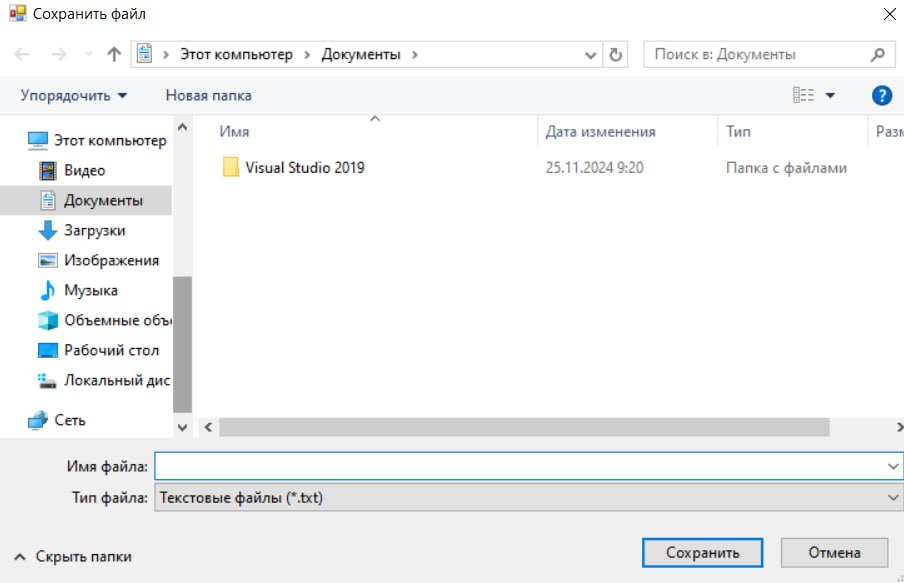 Сохранить файл
Этот компьютер › Документы ›
Поиск в: Документы
Упорядочить
Новая папка
?
Имя
Дата изменения
Тип
Разм
Этот компьютер
Видео
Документы
Загрузки
Изображения
Музыка
Объемные объ
Рабочий стол
Локальный дис
Сеть
Visual Studio 2019
25.11.2024 9:20
Папка с файлами
Имя файла:
Тип файла:
Текстовые файлы (*.txt)
Скрыть папки
Сохранить
Отмена